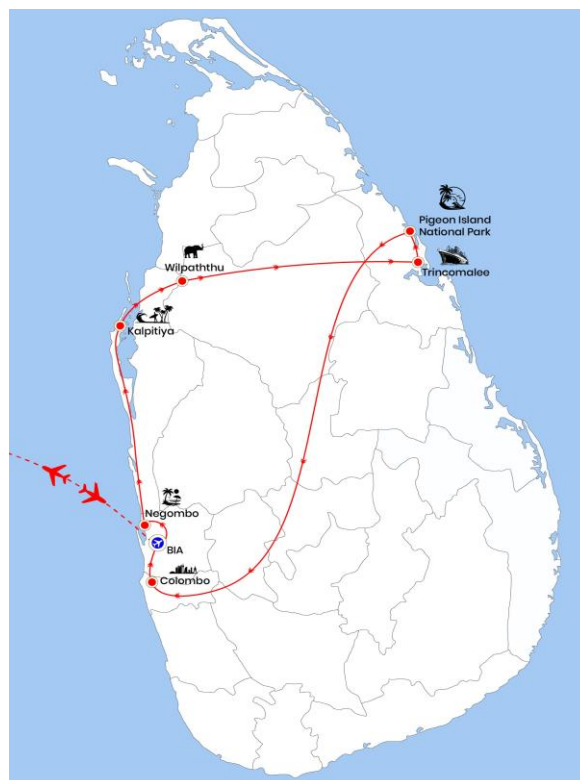 Pigeon Island
National Park
Trincomalee
Wilpaththu
Kalpitiya
Negombo
BIA
Colombo